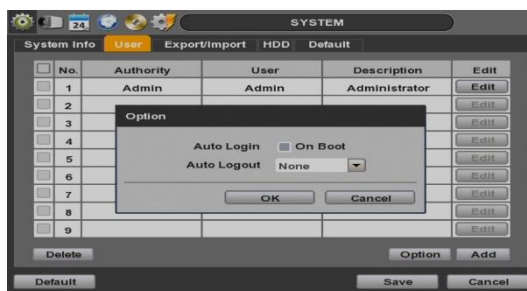 24 SYSTEM
System Info User Export/Import HDD Default
No. Authority User Description Edit
1 Admin Admin Administrator Edit
2 Edit
Option
3 Edit
4 Edit
Auto Login On Boot
5 Edit
Auto Logout None
6 Edit
7 Edit
OK Cancel
8 Edit
9 Edit
Delete Option Add
Default Save Cancel